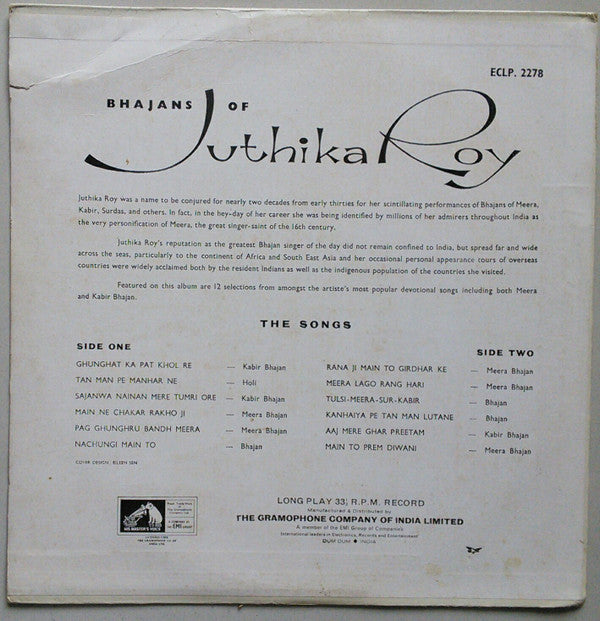 ECLP. 2278
BHAJANS OF
Juthika Roy
Juthika Roy was a name to be conjured for nearly two decades from early thirties for her scintillating performances of Bhajans of Meera,
Kabir, Surdas, and others. In fact, in the hey-day of her career she was being identified by millions of her admirers throughout India as
the very personification of Meera, the great singer-saint of the 16th century.
Juthika Roy's reputation as the greatest Bhajan singer of the day did not remain confined to India, but spread far and wide
across the seas, particularly to the continent of Africa and South East Asia and her occasional personal appearance tours of overseas
countries were widely acclaimed both by the resident Indians as well as the indigenous population of the countries she visited.
Featured on this album are 12 selections from amongst the artiste's most popular devotional songs including both Meera
and Kabir Bhajan.
THE SONGS
SIDE ONE
GHUNGHAT KA PAT KHOL RE — Kabir Bhajan
TAN MAN PE MANHAR NE — Holi
SAJANWA NAINAN MERE TUMRI ORE — Kabir Bhajan
MAIN NE CHAKAR RAKHO JI — Meera Bhajan
PAG GHUNGHRU BANDH MEERA — Meera Bhajan
NACHUNGI MAIN TO — Bhajan
SIDE TWO
RANA JI MAIN TO GIRDHAR KE — Meera Bhajan
MEERA LAGO RANG HARI — Meera Bhajan
TULSI-MEERA-SUR-KABIR — Bhajan
KANHAIYA PE TAN MAN LUTANE — Bhajan
AAJ MERE GHAR PREETAM — Kabir Bhajan
MAIN TO PREM DIWANI — Meera Bhajan
COVER DESIGN : EILEEN SEN
HIS MASTER'S VOICE
EMI
LONG PLAY 33⅓ R.P.M. RECORD
Manufactured & Distributed by
THE GRAMOPHONE COMPANY OF INDIA LIMITED
A member of the EMI Group of Companies
International leaders in Electronics, Records and Entertainment
DUM DUM ◆ INDIA